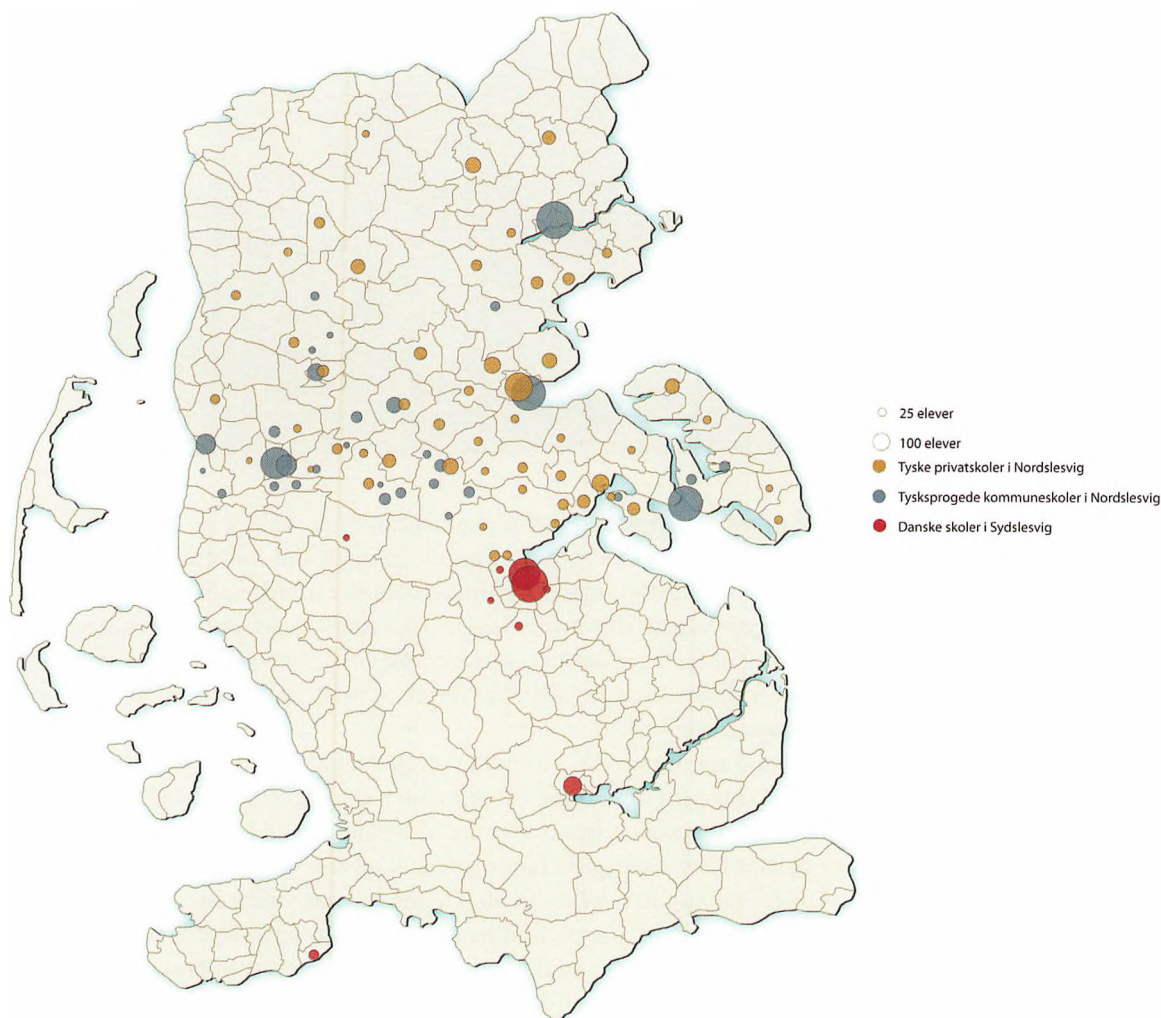 25 elever
100 elever
Tyske privatskoler i Nordslesvig
Tysksprogede kommuneskoler i Nordslesvig
Danske skoler i Sydslesvig